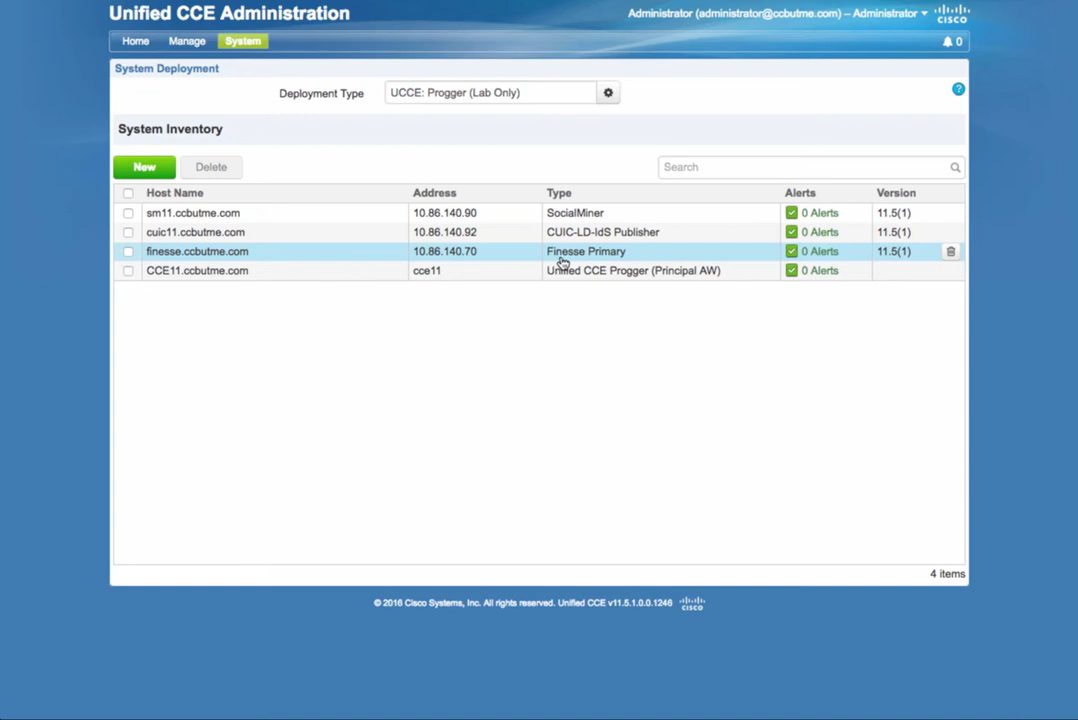 Unified CCE Administration
Administrator (administrator@ccbutme.com) – Administrator
CISCO
Home Manage System 0
System Deployment
Deployment Type UCCE: Progger (Lab Only) ?
System Inventory
New Delete Search
Host Name Address Type Alerts Version
sm11.ccbutme.com 10.86.140.90 SocialMiner 0 Alerts 11.5(1)
cuic11.ccbutme.com 10.86.140.92 CUIC-LD-IdS Publisher 0 Alerts 11.5(1)
finesse.ccbutme.com 10.86.140.70 Finesse Primary 0 Alerts 11.5(1)
CCE11.ccbutme.com cce11 Unified CCE Progger (Principal AW) 0 Alerts
4 items
© 2016 Cisco Systems, Inc. All rights reserved. Unified CCE v11.5.1.0.0.1246 CISCO